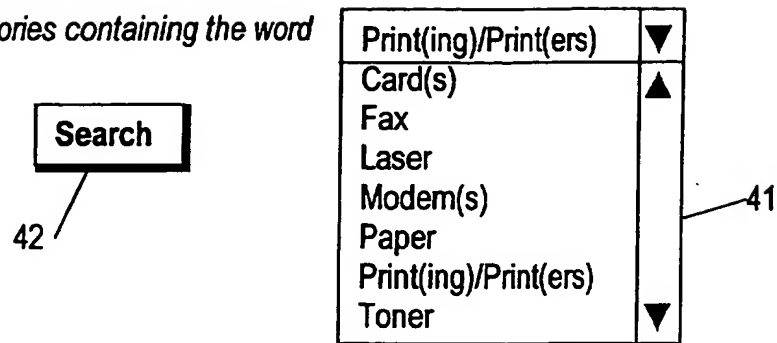 ories containing the word
Print(ing)/Print(ers)
Card(s)
Fax
Laser
Modem(s)
Paper
Print(ing)/Print(ers)
Toner
Search
42
41